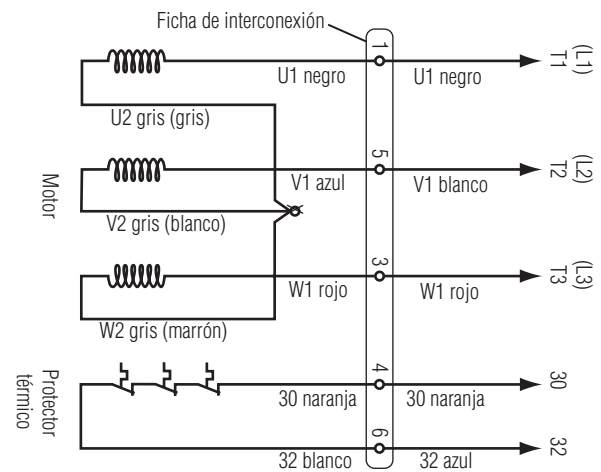 Ficha de interconexión
1
(L1)
T1
U1 negro
U1 negro
U2 gris (gris)
5
(L2)
T2
V1 azul
V1 blanco
Motor
V2 gris (blanco)
3
(L3)
T3
W1 rojo
W1 rojo
W2 gris (marrón)
Protector
térmico
4
30
30 naranja
30 naranja
6
32
32 blanco
32 azul